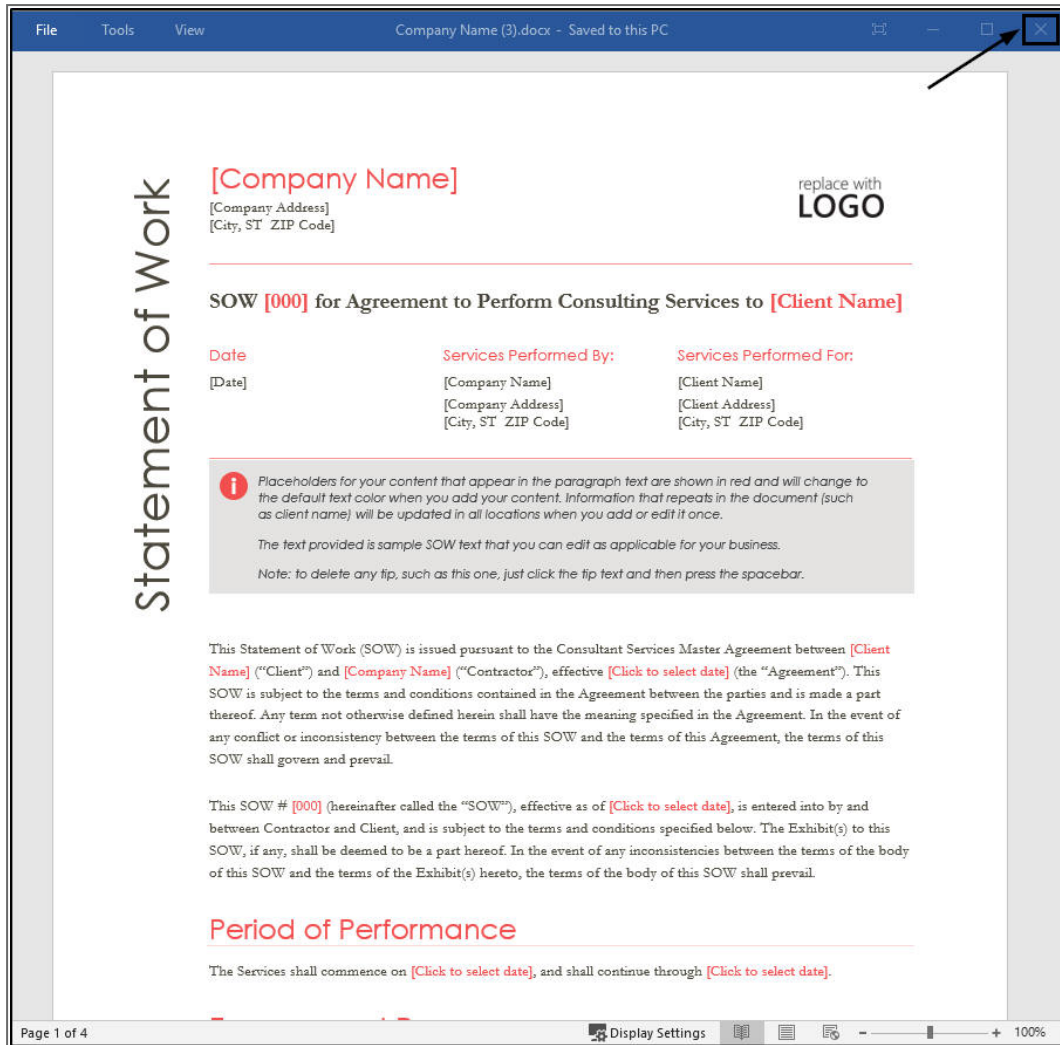 File Tools View Company Name (3).docx - Saved to this PC
Statement of Work
[Company Name]
[Company Address]
[City, ST ZIP Code]
replace with
LOGO
SOW [000] for Agreement to Perform Consulting Services to [Client Name]
Date
[Date]
Services Performed By:
[Company Name]
[Company Address]
[City, ST ZIP Code]
Services Performed For:
[Client Name]
[Client Address]
[City, ST ZIP Code]
Placeholders for your content that appear in the paragraph text are shown in red and will change to
the default text color when you add your content. Information that repeats in the document (such
as client name) will be updated in all locations when you add or edit it once.
The text provided is sample SOW text that you can edit as applicable for your business.
Note: to delete any tip, such as this one, just click the tip text and then press the spacebar.
This Statement of Work (SOW) is issued pursuant to the Consultant Services Master Agreement between [Client
Name] (“Client”) and [Company Name] (“Contractor”), effective [Click to select date] (the “Agreement”). This
SOW is subject to the terms and conditions contained in the Agreement between the parties and is made a part
thereof. Any term not otherwise defined herein shall have the meaning specified in the Agreement. In the event of
any conflict or inconsistency between the terms of this SOW and the terms of this Agreement, the terms of this
SOW shall govern and prevail.
This SOW # [000] (hereinafter called the “SOW”), effective as of [Click to select date], is entered into by and
between Contractor and Client, and is subject to the terms and conditions specified below. The Exhibit(s) to this
SOW, if any, shall be deemed to be a part hereof. In the event of any inconsistencies between the terms of the body
of this SOW and the terms of the Exhibit(s) hereto, the terms of the body of this SOW shall prevail.
Period of Performance
The Services shall commence on [Click to select date], and shall continue through [Click to select date].
Page 1 of 4 Display Settings 100%